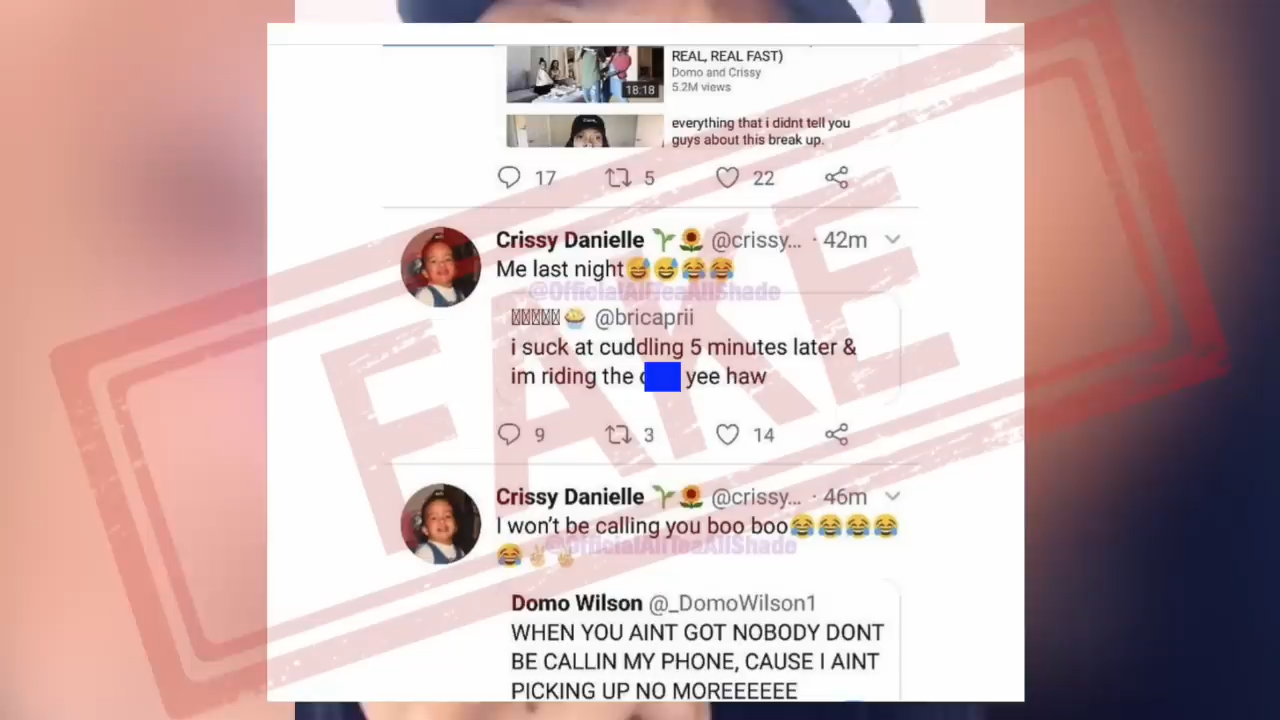 REAL, REAL FAST)
Domo and Crissy
5.2M views
18:18
everything that i didnt tell you
guys about this break up.
17 5 22
Crissy Danielle 🌱🌻 @crissy... · 42m
Me last night😅😅😂😂
@OfficialAllTeaAllShade
🧁 @bricaprii
i suck at cuddling 5 minutes later &
im riding the yee haw
9 3 14
FAKE
Crissy Danielle 🌱🌻 @crissy... · 46m
I won't be calling you boo boo😂😂😂😂
😂✌🏼✌🏼
@OfficialAllTeaAllShade
Domo Wilson @_DomoWilson1
WHEN YOU AINT GOT NOBODY DONT
BE CALLIN MY PHONE, CAUSE I AINT
PICKING UP NO MOREEEEEE